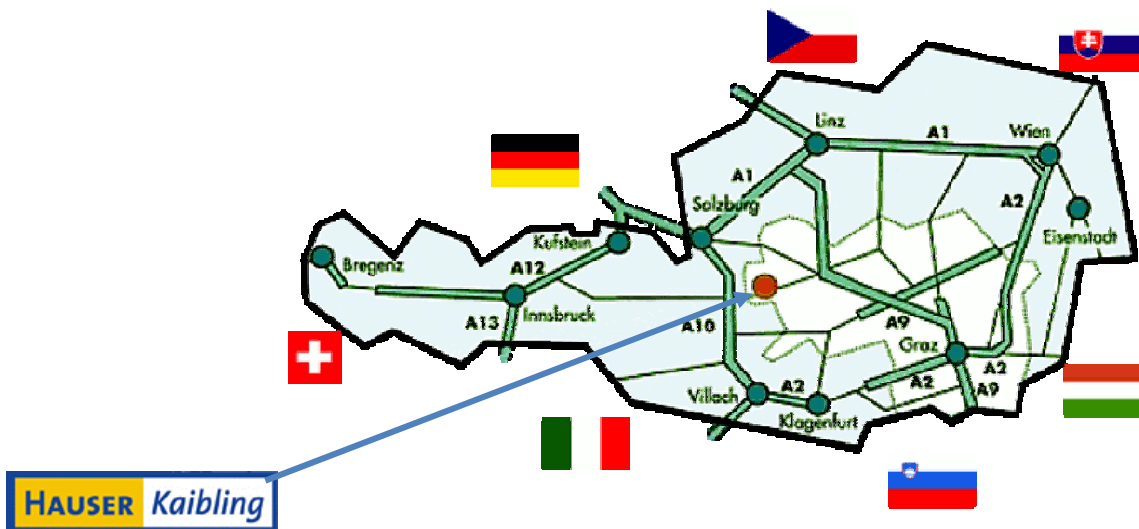 Linz
A1
Wien
A1
Salzburg
A2
Kufstein
Eisenstadt
Bregenz
A12
A13
Innsbruck
A10
A9
Graz
A2
A2
A9
Villach
A2
Klagenfurt
HAUSER Kaibling